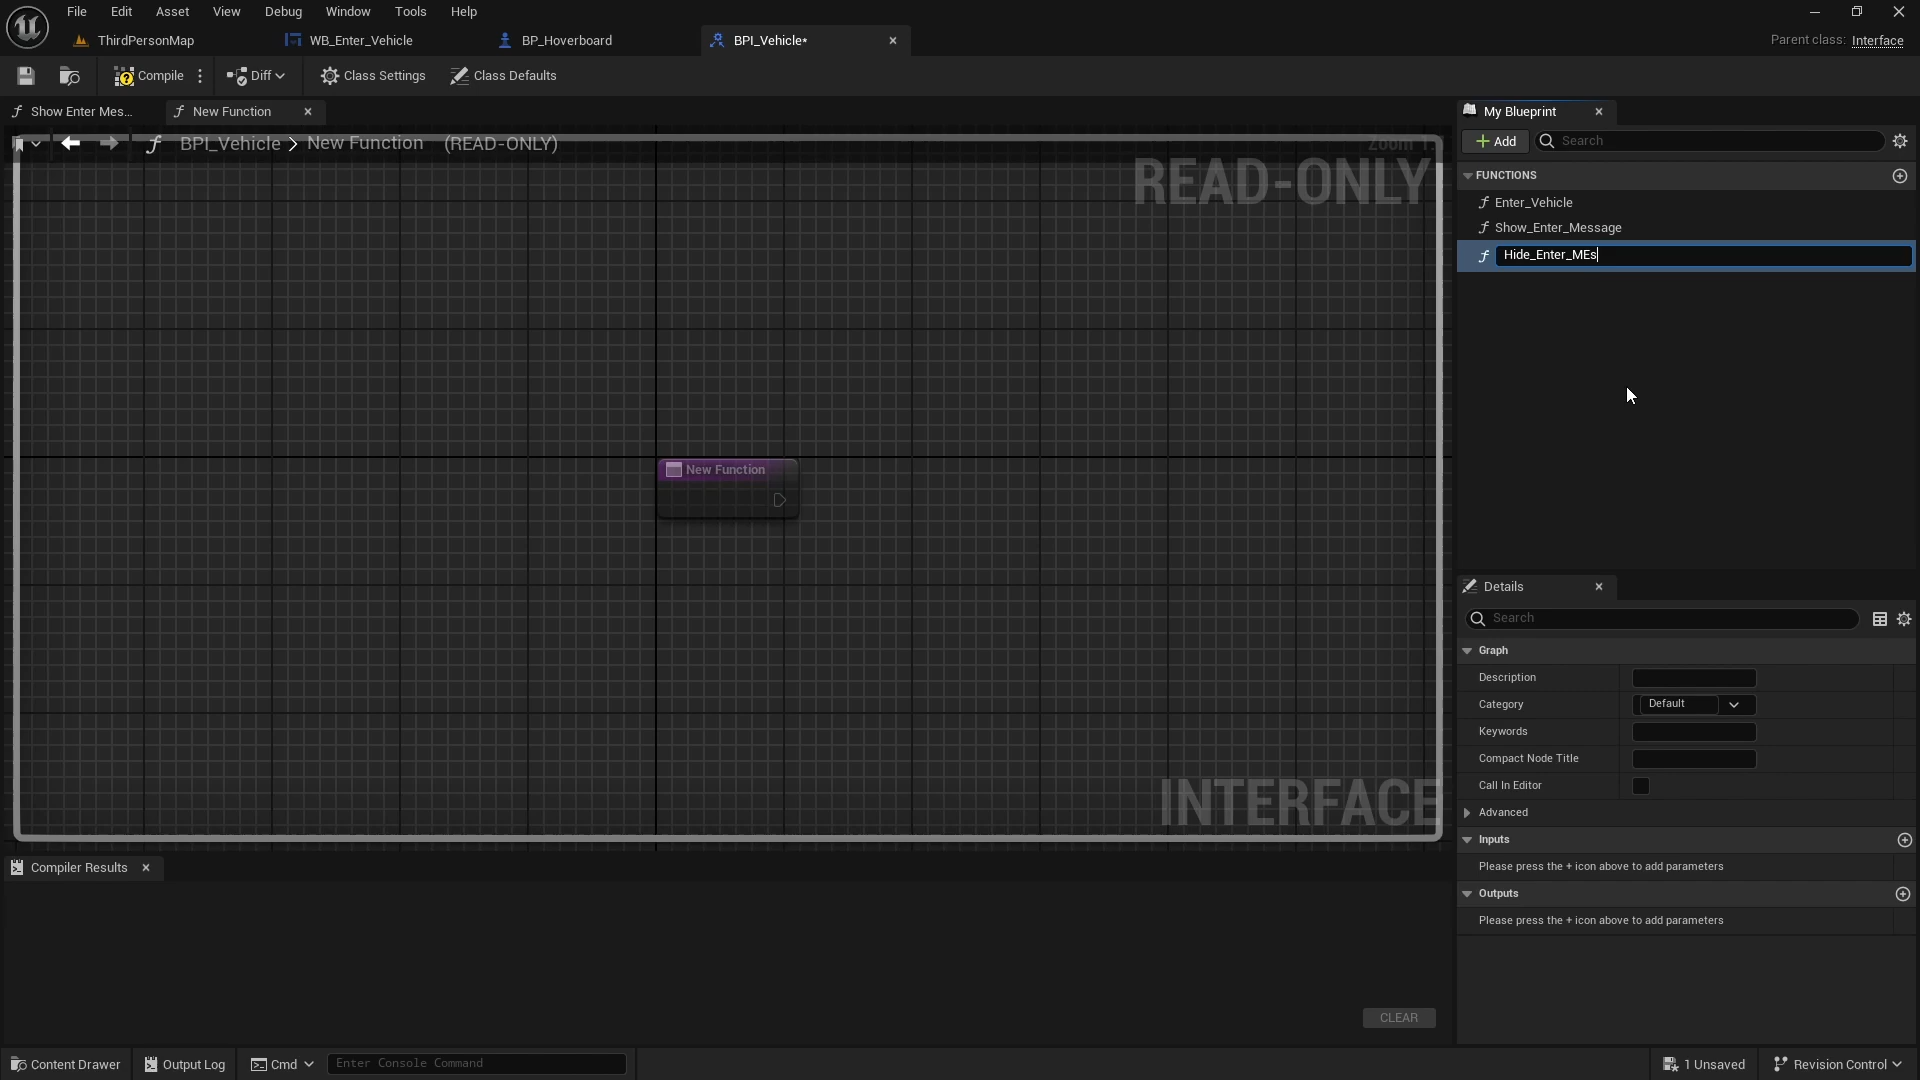 File Edit Asset View Debug Window Tools Help
ThirdPersonMap WB_Enter_Vehicle BP_Hoverboard BPI_Vehicle*
Parent class: Interface
Compile Diff Class Settings Class Defaults
Show Enter Mes... New Function
BPI_Vehicle > New Function (READ-ONLY)
READ-ONLY
New Function
INTERFACE
Compiler Results
CLEAR
My Blueprint
Add Search
FUNCTIONS
Enter_Vehicle
Show_Enter_Message
Hide_Enter_MEs
Details
Search
Graph
Description
Category Default
Keywords
Compact Node Title
Call In Editor
Advanced
Inputs
Please press the + icon above to add parameters
Outputs
Please press the + icon above to add parameters
Content Drawer Output Log Cmd Enter Console Command 1 Unsaved Revision Control